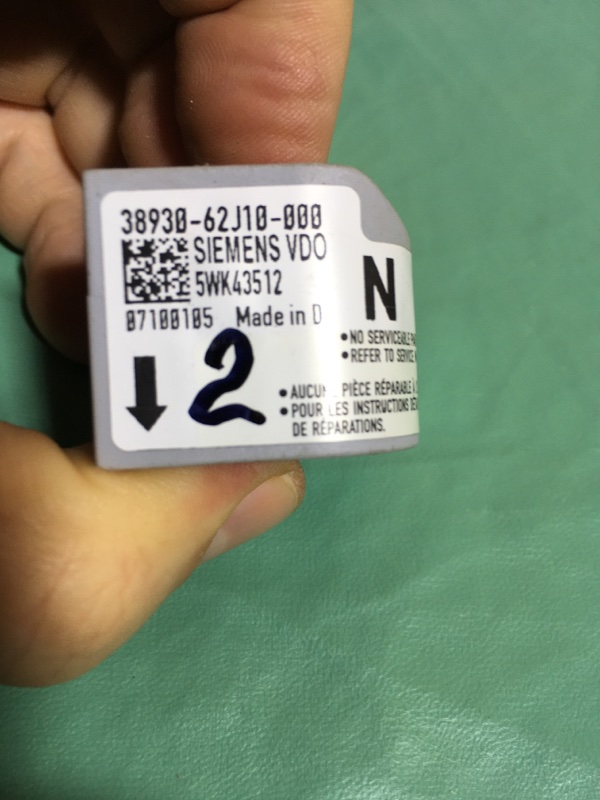 38930-62J10-000
SIEMENS VDO
5WK43512
07100105 Made in D
N
•NO SERVICEABLE
•REFER TO SERVICE
2
•AUCUN PIÈCE RÉPARABLE
•POUR LES INSTRUCTIONS
DE RÉPARATIONS.